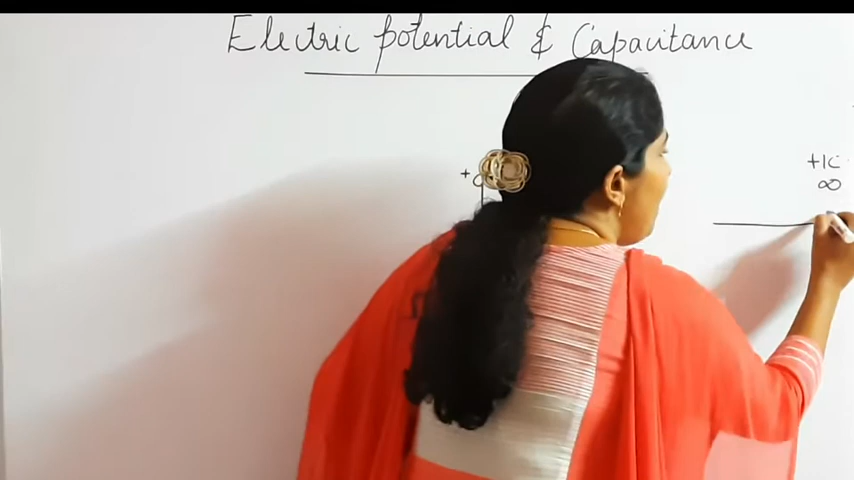 Electric potential & Capacitance
+1C
+
∞